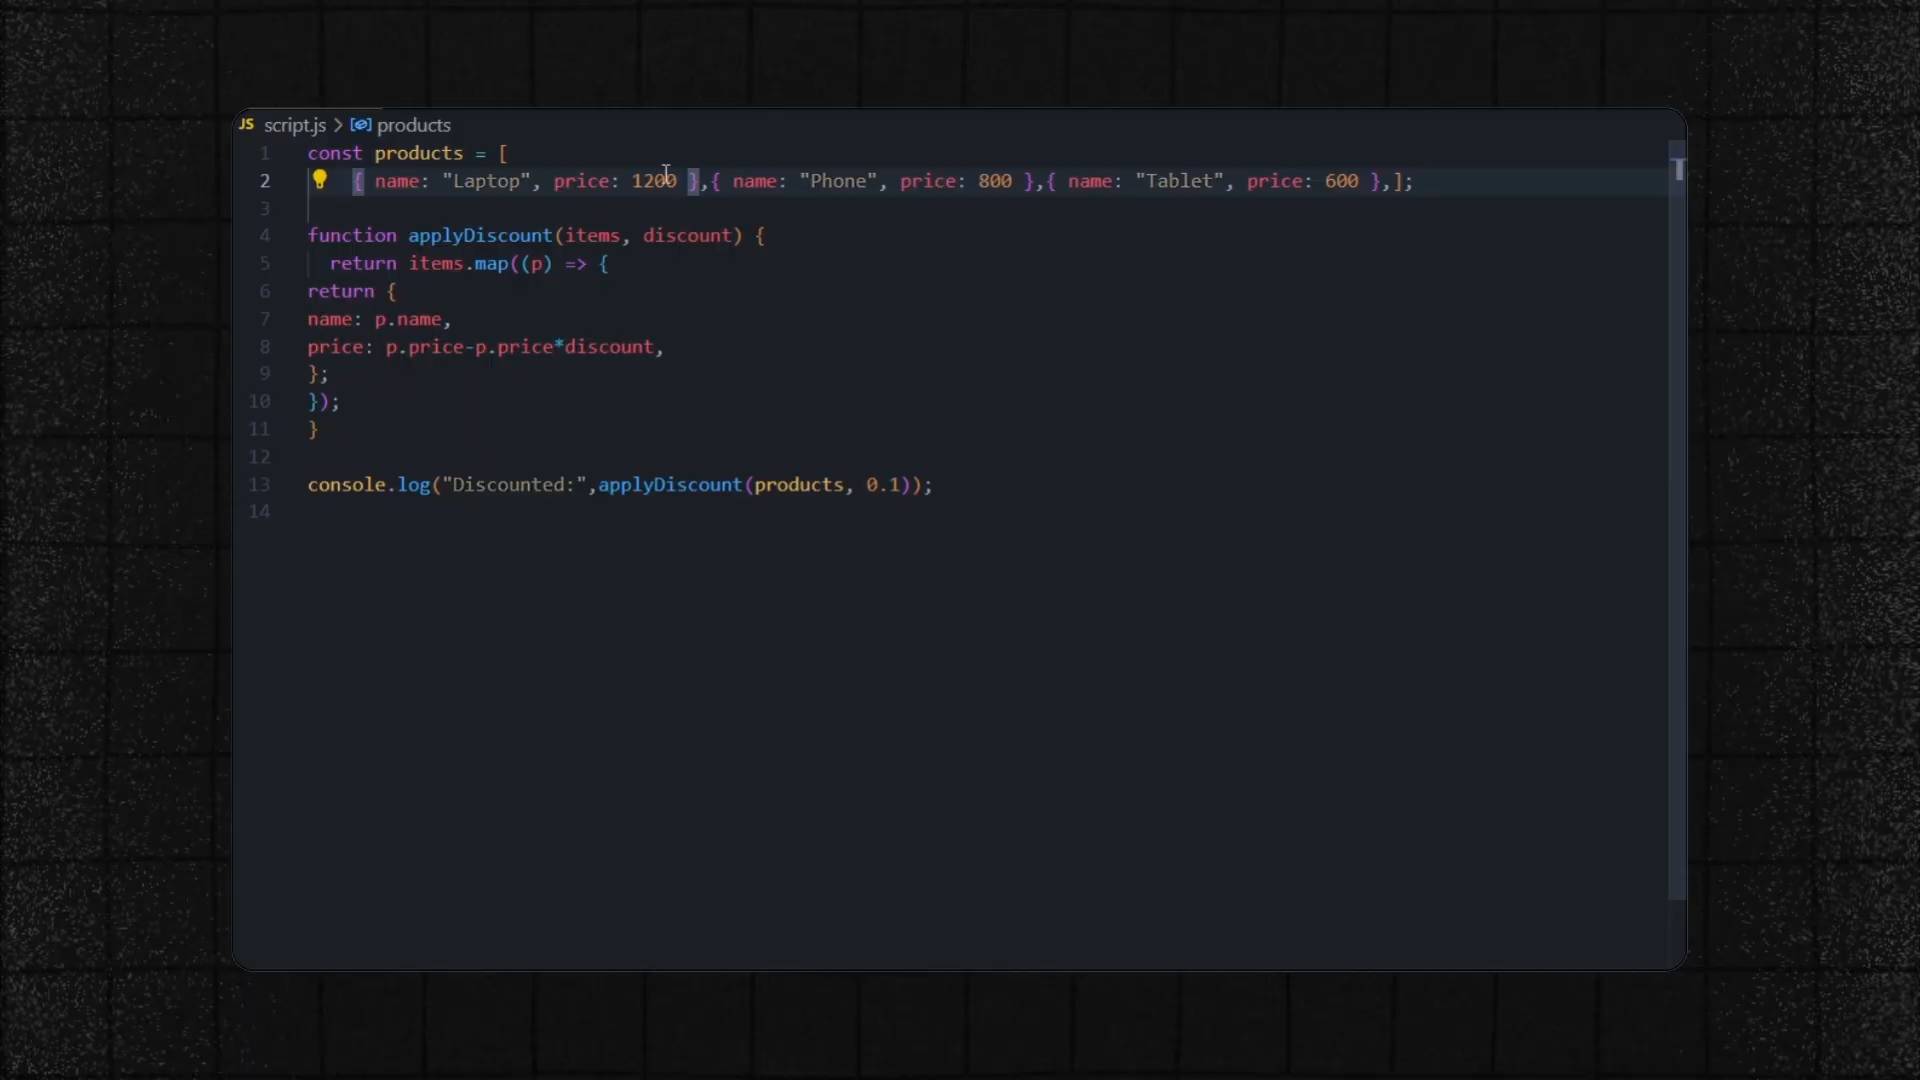 JS script.js > products
1 const products = [
2 { name: "Laptop", price: 1200 },{ name: "Phone", price: 800 },{ name: "Tablet", price: 600 },];
3
4 function applyDiscount(items, discount) {
5 return items.map((p) => {
6 return {
7 name: p.name,
8 price: p.price-p.price*discount,
9 };
10 });
11 }
12
13 console.log("Discounted:",applyDiscount(products, 0.1));
14